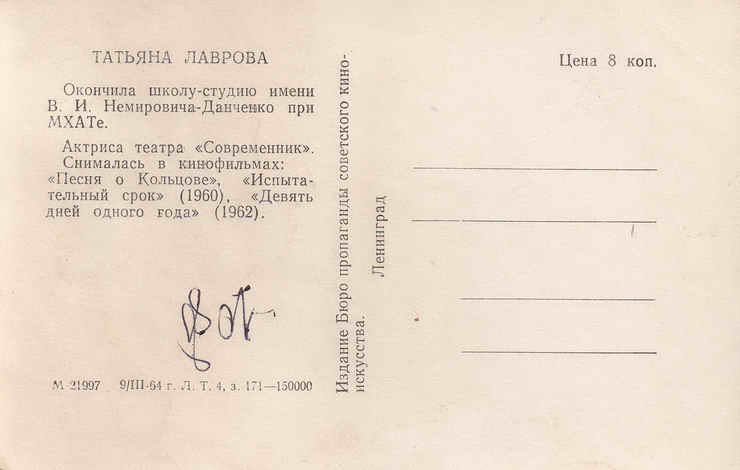 ТАТЬЯНА ЛАВРОВА
Окончила школу-студию имени
В. И. Немировича-Данченко при
МХАТе.
Актриса театра «Современник».
Снималась в кинофильмах:
«Песня о Кольцове», «Испыта-
тельный срок» (1960), «Девять
дней одного года» (1962).
М 21997 9/III-64 г. Л. Т. 4, з. 171—150000
Издание Бюро пропаганды советского кино-
искусства.
Ленинград
Цена 8 коп.